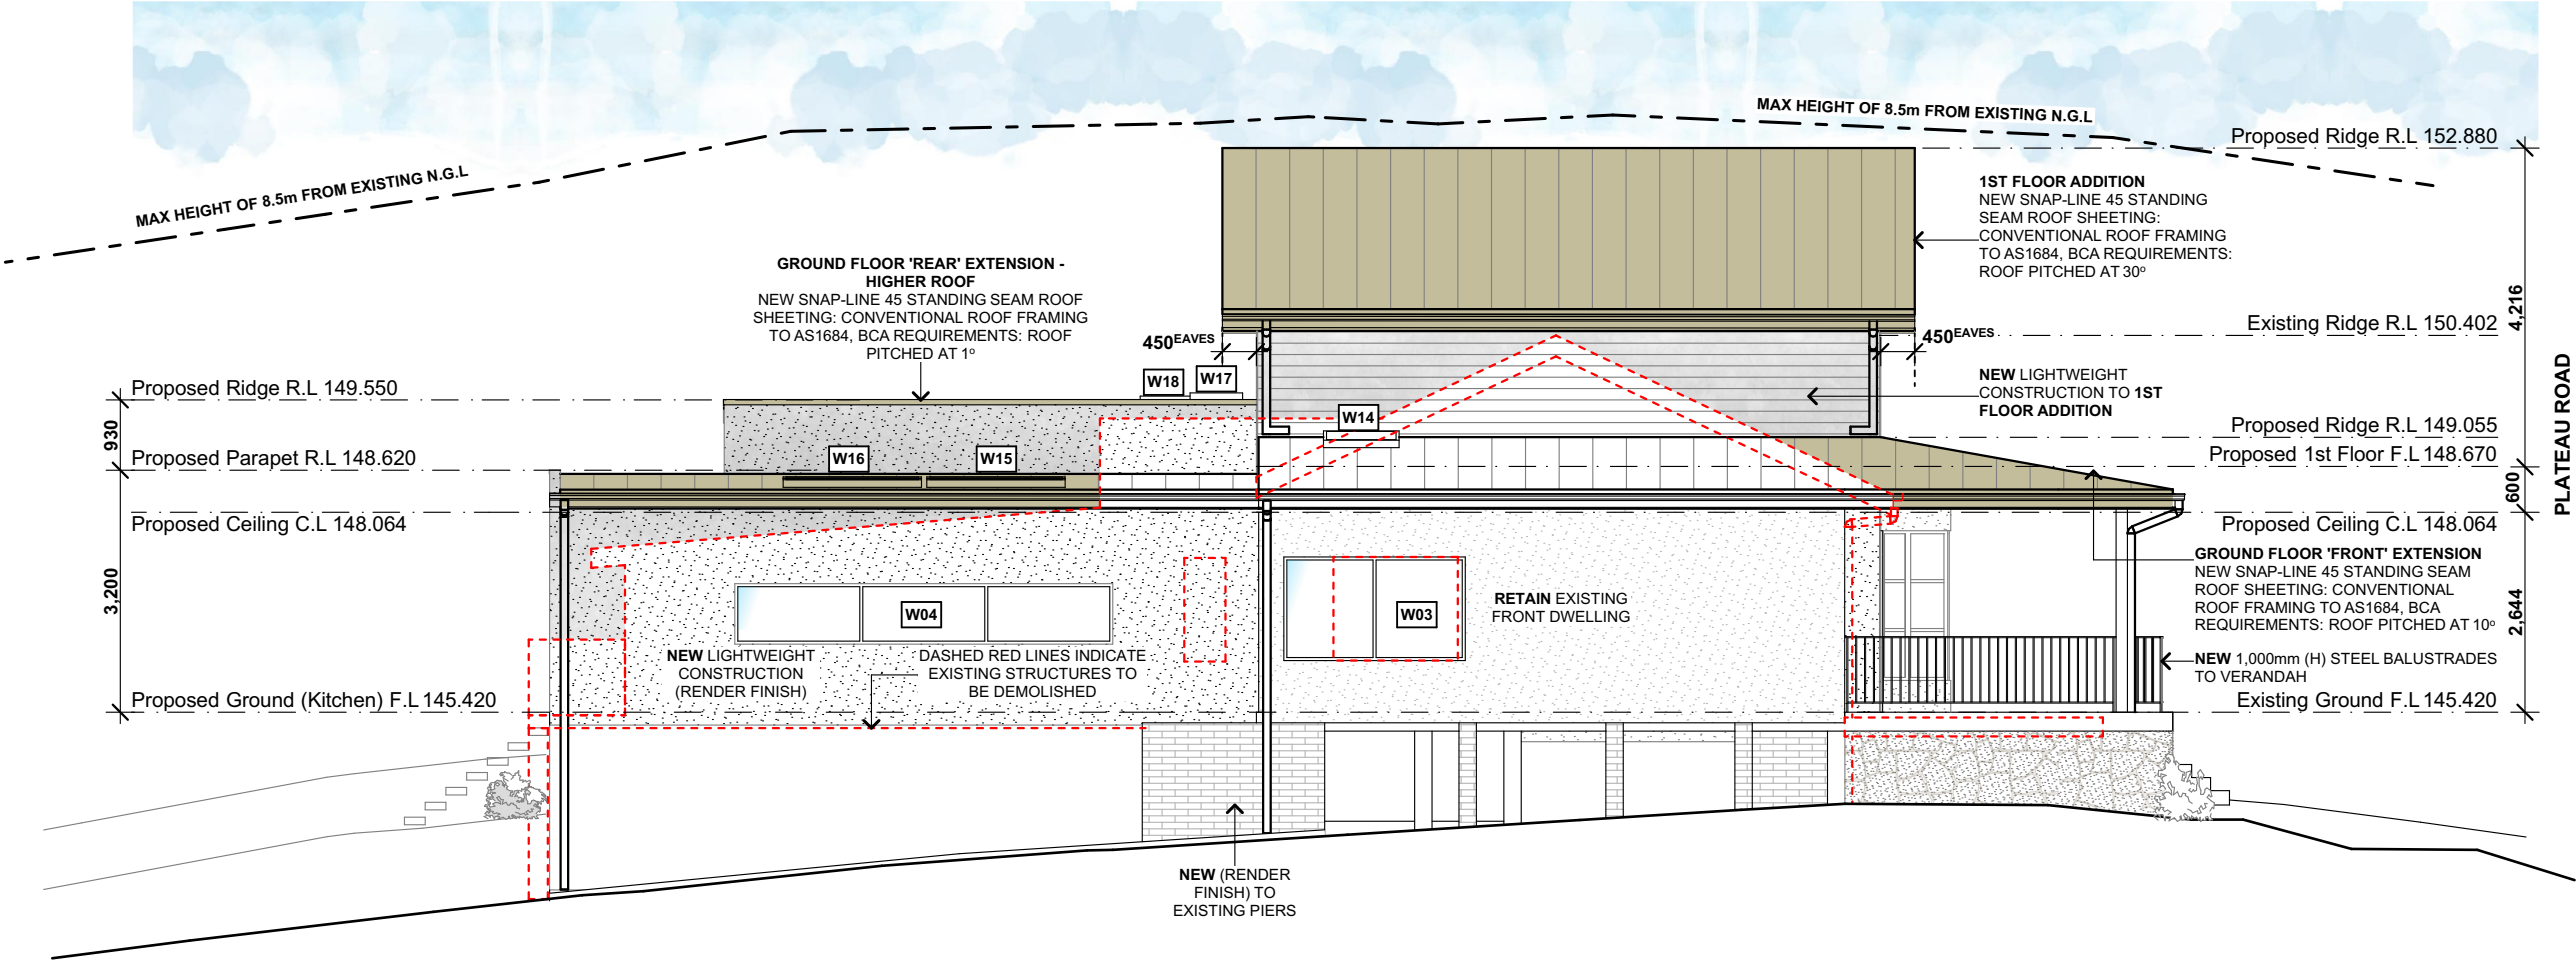 MAX HEIGHT OF 8.5m FROM EXISTING N.G.L
MAX HEIGHT OF 8.5m FROM EXISTING N.G.L
Proposed Ridge R.L 152.880
1ST FLOOR ADDITION
NEW SNAP-LINE 45 STANDING
SEAM ROOF SHEETING:
CONVENTIONAL ROOF FRAMING
TO AS1684, BCA REQUIREMENTS:
ROOF PITCHED AT 30º
GROUND FLOOR 'REAR' EXTENSION -
HIGHER ROOF
NEW SNAP-LINE 45 STANDING SEAM ROOF
SHEETING: CONVENTIONAL ROOF FRAMING
TO AS1684, BCA REQUIREMENTS: ROOF
PITCHED AT 1º
4,216
Existing Ridge R.L 150.402
450EAVES
450EAVES
PLATEAU ROAD
W18
W17
NEW LIGHTWEIGHT
CONSTRUCTION TO 1ST
FLOOR ADDITION
Proposed Ridge R.L 149.550
930
W14
Proposed Ridge R.L 149.055
Proposed Parapet R.L 148.620
W16
W15
Proposed 1st Floor F.L 148.670
600
Proposed Ceiling C.L 148.064
Proposed Ceiling C.L 148.064
GROUND FLOOR 'FRONT' EXTENSION
NEW SNAP-LINE 45 STANDING SEAM
ROOF SHEETING: CONVENTIONAL
ROOF FRAMING TO AS1684, BCA
REQUIREMENTS: ROOF PITCHED AT 10º
3,200
2,644
W04
W03
RETAIN EXISTING
FRONT DWELLING
NEW LIGHTWEIGHT
CONSTRUCTION
(RENDER FINISH)
DASHED RED LINES INDICATE
EXISTING STRUCTURES TO
BE DEMOLISHED
NEW 1,000mm (H) STEEL BALUSTRADES
TO VERANDAH
Proposed Ground (Kitchen) F.L 145.420
Existing Ground F.L 145.420
NEW (RENDER
FINISH) TO
EXISTING PIERS